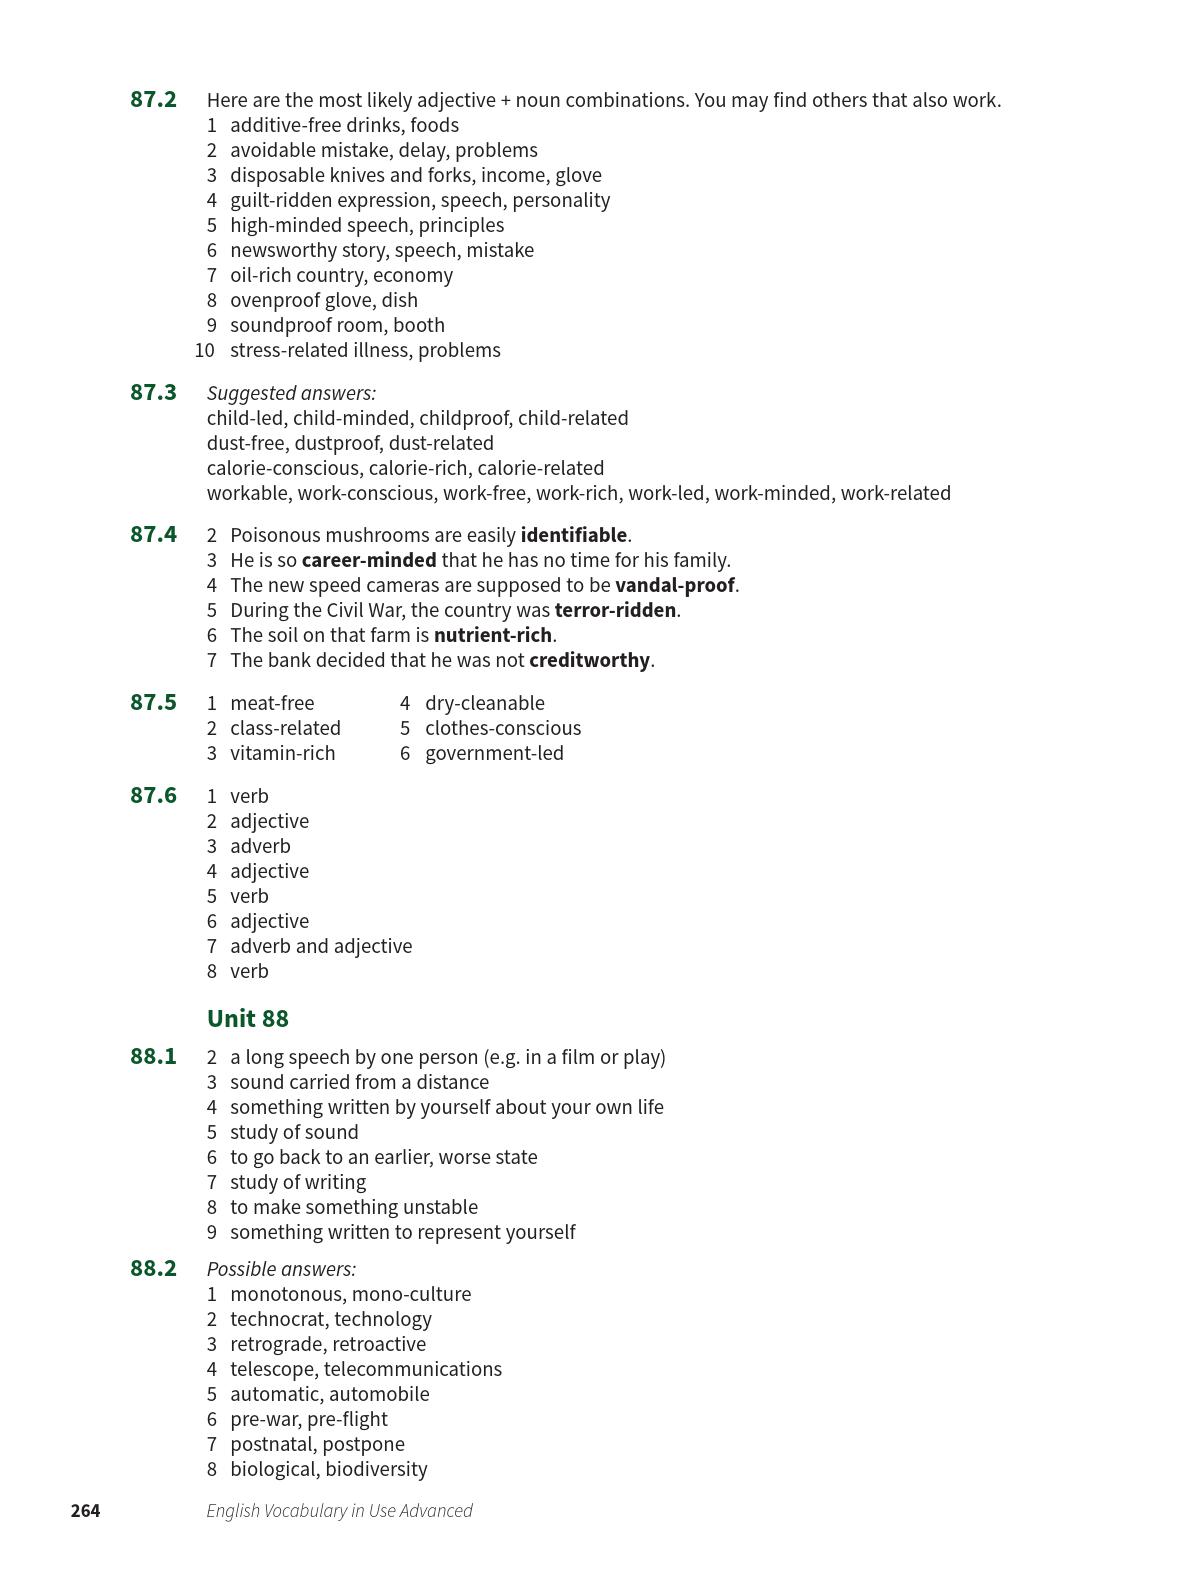 87.2 Here are the most likely adjective + noun combinations. You may find others that also work.
1 additive-free drinks, foods
2 avoidable mistake, delay, problems
3 disposable knives and forks, income, glove
4 guilt-ridden expression, speech, personality
5 high-minded speech, principles
6 newsworthy story, speech, mistake
7 oil-rich country, economy
8 ovenproof glove, dish
9 soundproof room, booth
10 stress-related illness, problems
87.3 Suggested answers:
child-led, child-minded, childproof, child-related
dust-free, dustproof, dust-related
calorie-conscious, calorie-rich, calorie-related
workable, work-conscious, work-free, work-rich, work-led, work-minded, work-related
87.4 2 Poisonous mushrooms are easily identifiable.
3 He is so career-minded that he has no time for his family.
4 The new speed cameras are supposed to be vandal-proof.
5 During the Civil War, the country was terror-ridden.
6 The soil on that farm is nutrient-rich.
7 The bank decided that he was not creditworthy.
87.5 1 meat-free 4 dry-cleanable
2 class-related 5 clothes-conscious
3 vitamin-rich 6 government-led
87.6 1 verb
2 adjective
3 adverb
4 adjective
5 verb
6 adjective
7 adverb and adjective
8 verb
Unit 88
88.1 2 a long speech by one person (e.g. in a film or play)
3 sound carried from a distance
4 something written by yourself about your own life
5 study of sound
6 to go back to an earlier, worse state
7 study of writing
8 to make something unstable
9 something written to represent yourself
88.2 Possible answers:
1 monotonous, mono-culture
2 technocrat, technology
3 retrograde, retroactive
4 telescope, telecommunications
5 automatic, automobile
6 pre-war, pre-flight
7 postnatal, postpone
8 biological, biodiversity
264 English Vocabulary in Use Advanced